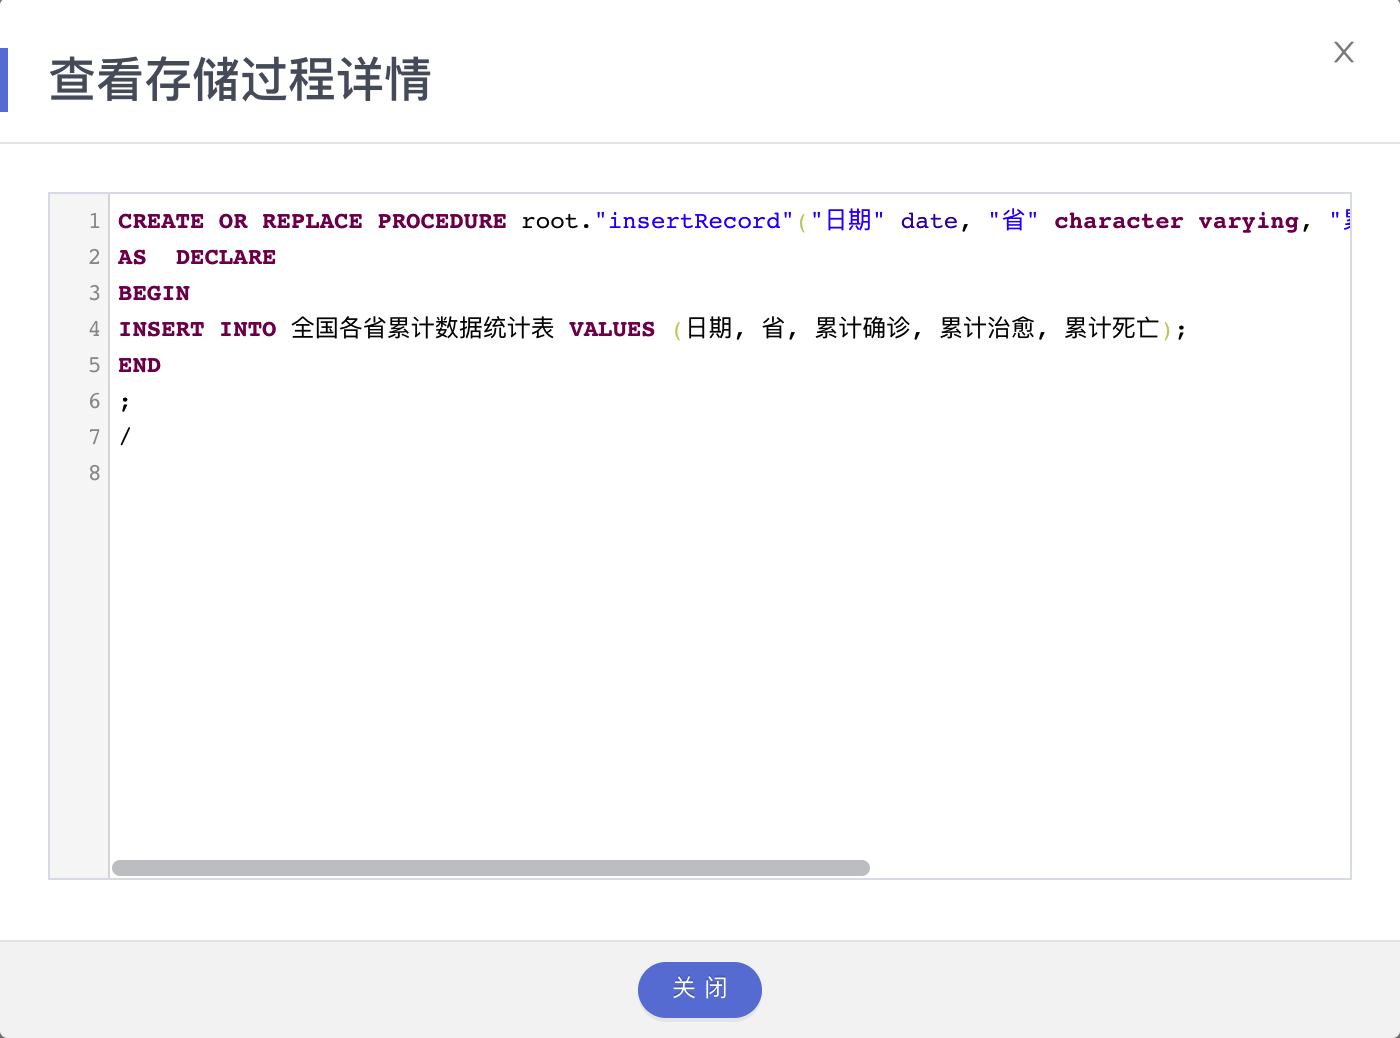 查看存储过程详情
X
1 CREATE OR REPLACE PROCEDURE root."insertRecord"("日期" date, "省" character varying, "
2 AS  DECLARE
3 BEGIN
4 INSERT INTO 全国各省累计数据统计表 VALUES (日期, 省, 累计确诊, 累计治愈, 累计死亡);
5 END
6 ;
7 /
8
关 闭